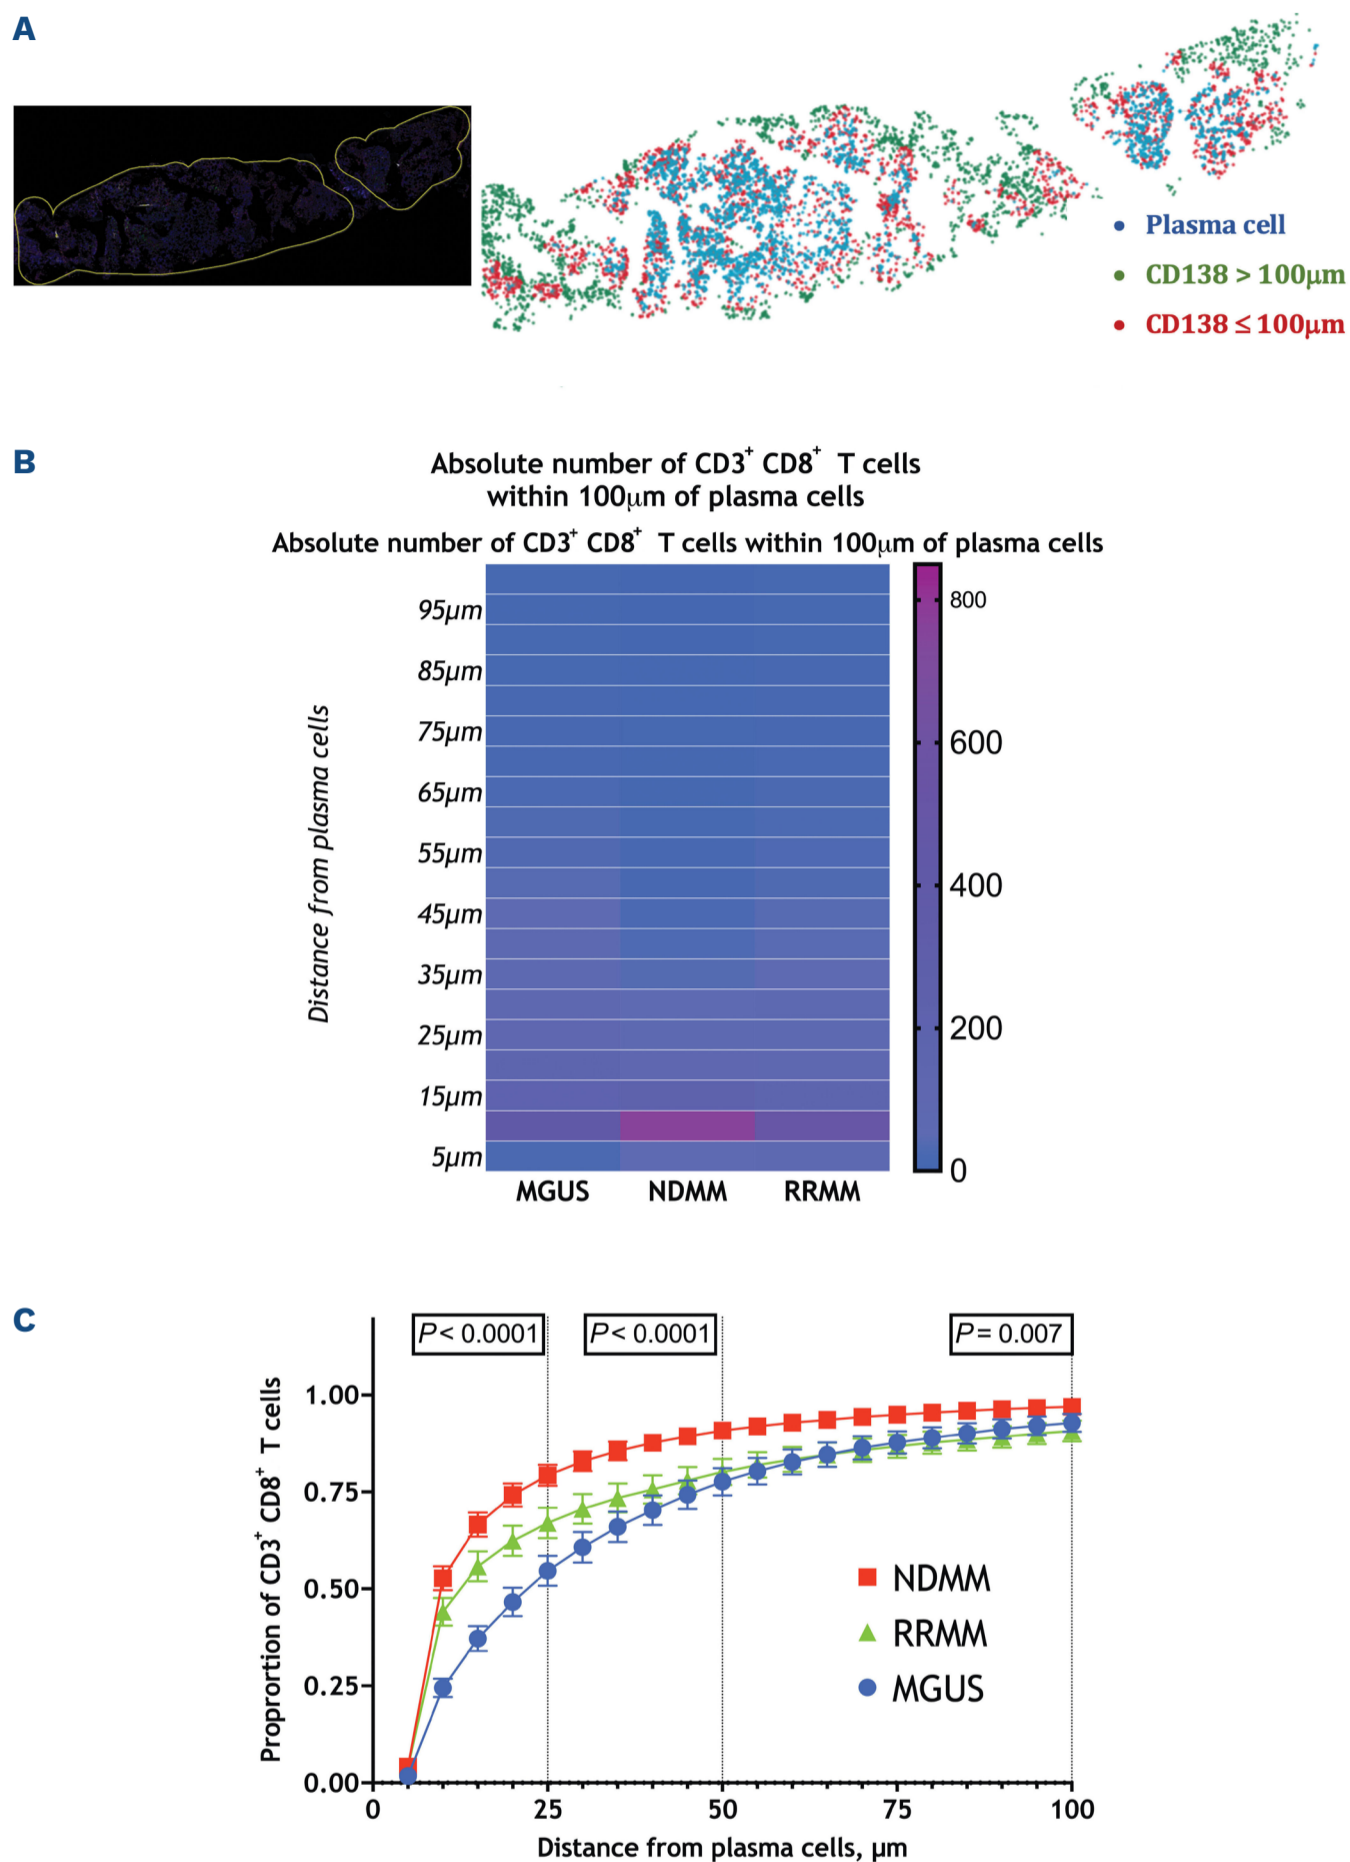 A
Plasma cell
CD138 > 100µm
CD138 ≤ 100µm
B
Absolute number of CD3⁺ CD8⁺ T cells
within 100µm of plasma cells
Absolute number of CD3⁺ CD8⁺ T cells within 100µm of plasma cells
Distance from plasma cells
95µm
85µm
75µm
65µm
55µm
45µm
35µm
25µm
15µm
5µm
800
600
400
200
0
MGUS NDMM RRMM
C
P < 0.0001
P < 0.0001
P = 0.007
Proprortion of CD3⁺ CD8⁺ T cells
1.00
0.75
0.50
0.25
0.00
NDMM
RRMM
MGUS
0 25 50 75 100
Distance from plasma cells, µm